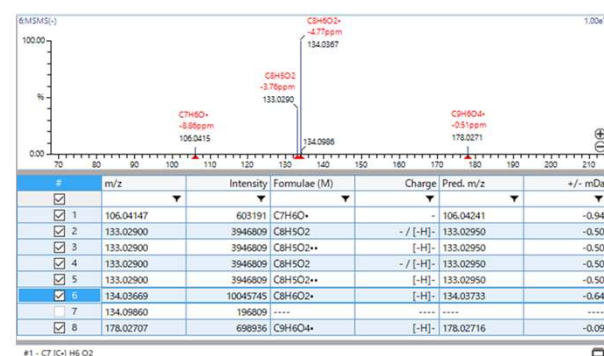 6:MSMS(-) 1.00e⁷
100.00
%
0.00
C8H6O2•
-4.77ppm
134.0367
C8H5O2
-3.76ppm
133.0290
134.0986
C7H6O•
-8.86ppm
106.0415
C9H6O4•
-0.51ppm
178.0271
70 80 90 100 110 120 130 140 150 160 170 180 190 200 210
# m/z Intensity Formulae (M) Charge Pred. m/z +/- mDa
1 106.04147 603191 C7H6O• - 106.04241 -0.94
2 133.02900 3946809 C8H5O2 - / [-H]- 133.02950 -0.50
3 133.02900 3946809 C8H5O2•• [-H]- 133.02950 -0.50
4 133.02900 3946809 C8H5O2 - / [-H]- 133.02950 -0.50
5 133.02900 3946809 C8H5O2•• [-H]- 133.02950 -0.50
6 134.03669 10045745 C8H6O2• [-H]- 134.03733 -0.64
7 134.09860 196809 ---- ---- ---- ----
8 178.02707 698936 C9H6O4• [-H]- 178.02716 -0.09
#1 - C7 [C•] H6 O2